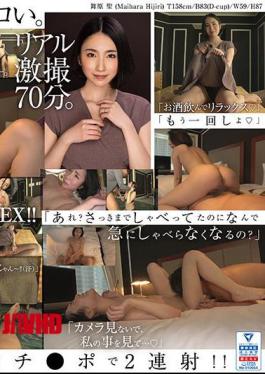 舞原 聖 (Maihara Hijiri) T158cm/B83(D-cup)/W59/H87
コい。
リアル
激撮
70分。
「お酒飲んでリラックス♡」
「もう一回しょ♡」
EX!!
「あれ?さっきまでしゃべってたのになんで
急にしゃべらなくなるの?」
「カメラ見ないで、
私の事を見て…♡」
チ●ポで2連射!!